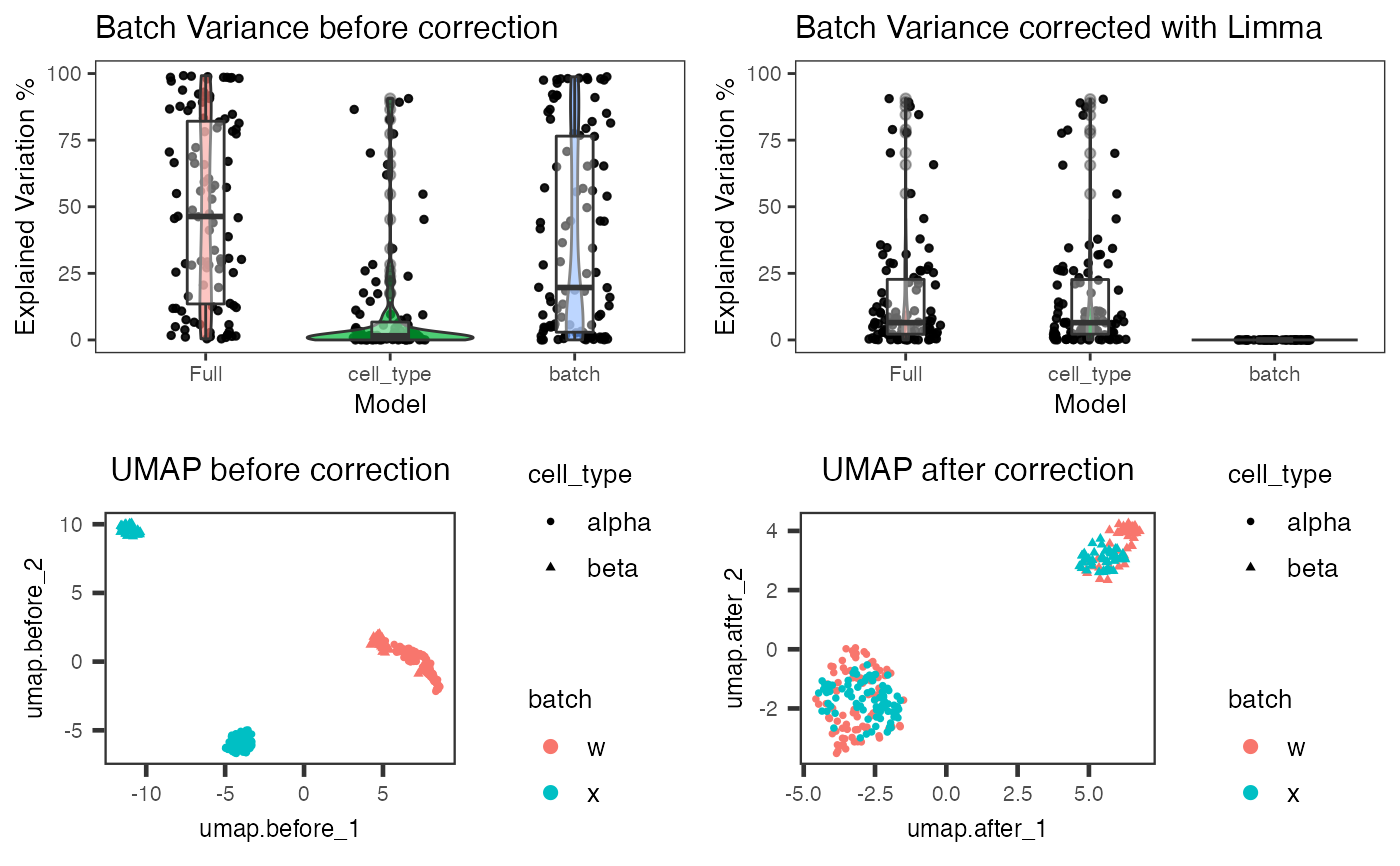 Batch Variance before correction
Explained Variation %
100
75
50
25
0
Full cell_type batch
Model
Batch Variance corrected with Limma
Explained Variation %
100
75
50
25
0
Full cell_type batch
Model
UMAP before correction
umap.before_2
10
5
0
-5
-10 -5 0 5
umap.before_1
cell_type
alpha
beta
batch
w
x
UMAP after correction
umap.after_2
4
2
0
-2
-5.0 -2.5 0.0 2.5 5.0
umap.after_1
cell_type
alpha
beta
batch
w
x